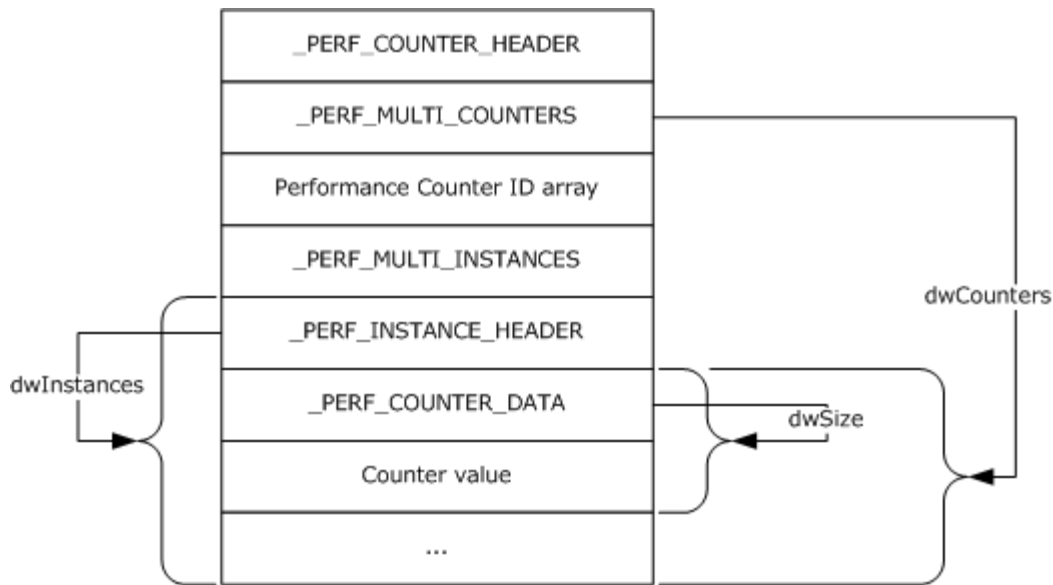 _PERF_COUNTER_HEADER
_PERF_MULTI_COUNTERS
Performance Counter ID array
_PERF_MULTI_INSTANCES
dwCounters
_PERF_INSTANCE_HEADER
dwInstances
_PERF_COUNTER_DATA
dwSize
Counter value
...